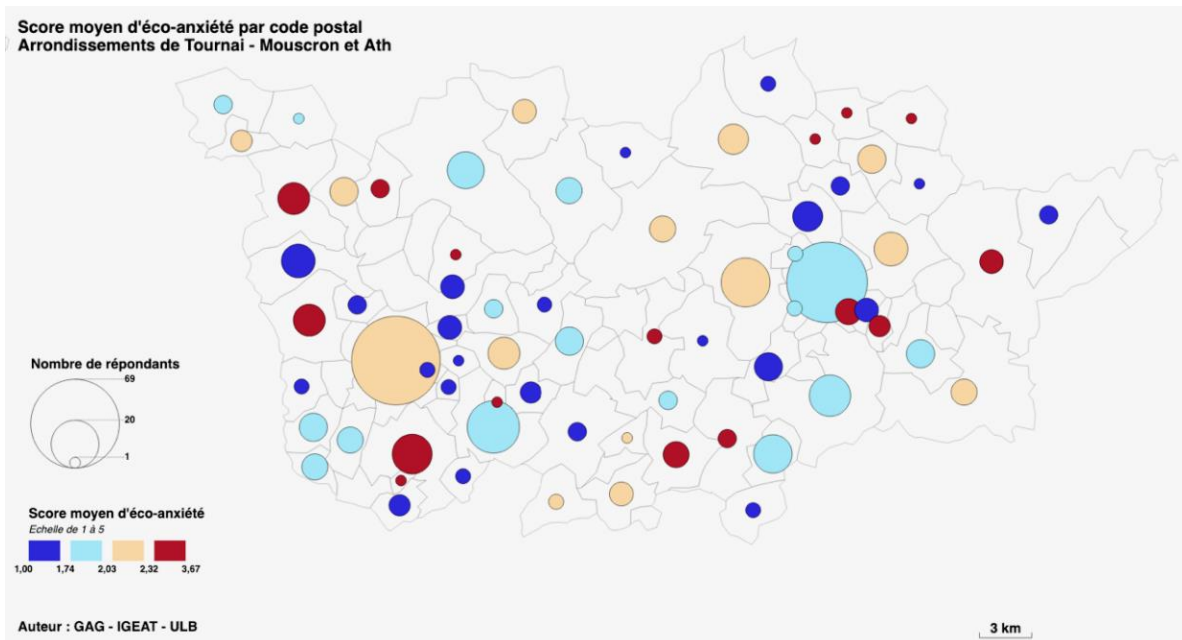 Score moyen d'éco-anxiété par code postal
Arrondissements de Tournai - Mouscron et Ath
Nombre de répondants
69
20
1
Score moyen d'éco-anxiété
Echelle de 1 à 5
1,00 1,74 2,03 2,32 3,67
Auteur : GAG - IGEAT - ULB
3 km